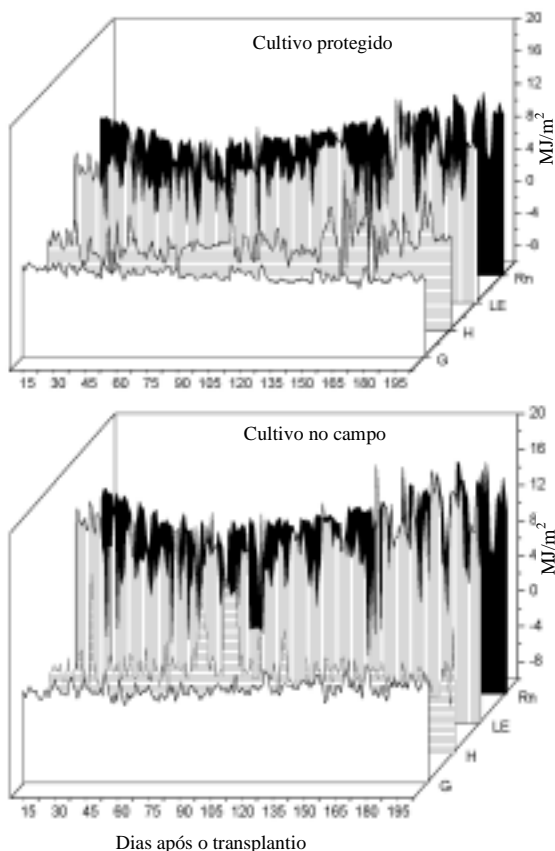 Cultivo protegido
20
16
12
8
4
0
-4
-8
MJ/m²
Rn
LE
H
G
15 30 45 60 75 90 105 120 135 150 165 180 195
Cultivo no campo
20
16
12
8
4
0
-4
-8
MJ/m²
Rn
LE
H
G
15 30 45 60 75 90 105 120 135 150 165 180 195
Dias após o transplantio